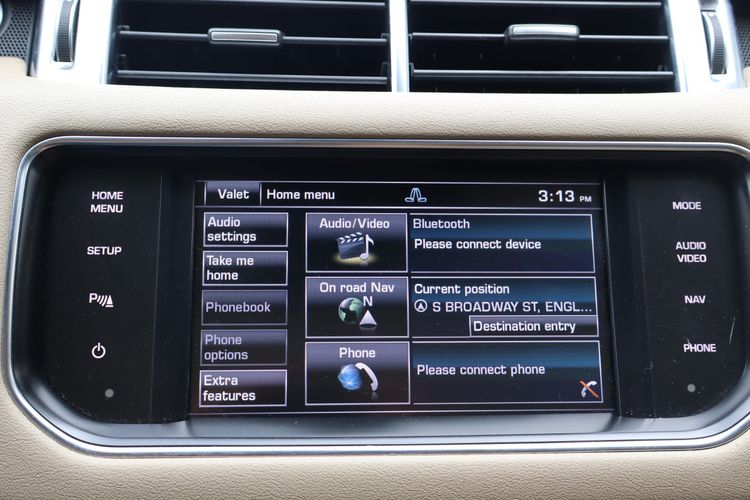 HOME
MENU
SETUP
P
Valet
Home menu
3:13 PM
Audio
settings
Take me
home
Phonebook
Phone
options
Extra
features
Audio/Video
On road Nav
N
Phone
Bluetooth
Please connect device
Current position
S BROADWAY ST, ENGL...
Destination entry
Please connect phone
MODE
AUDIO
VIDEO
NAV
PHONE